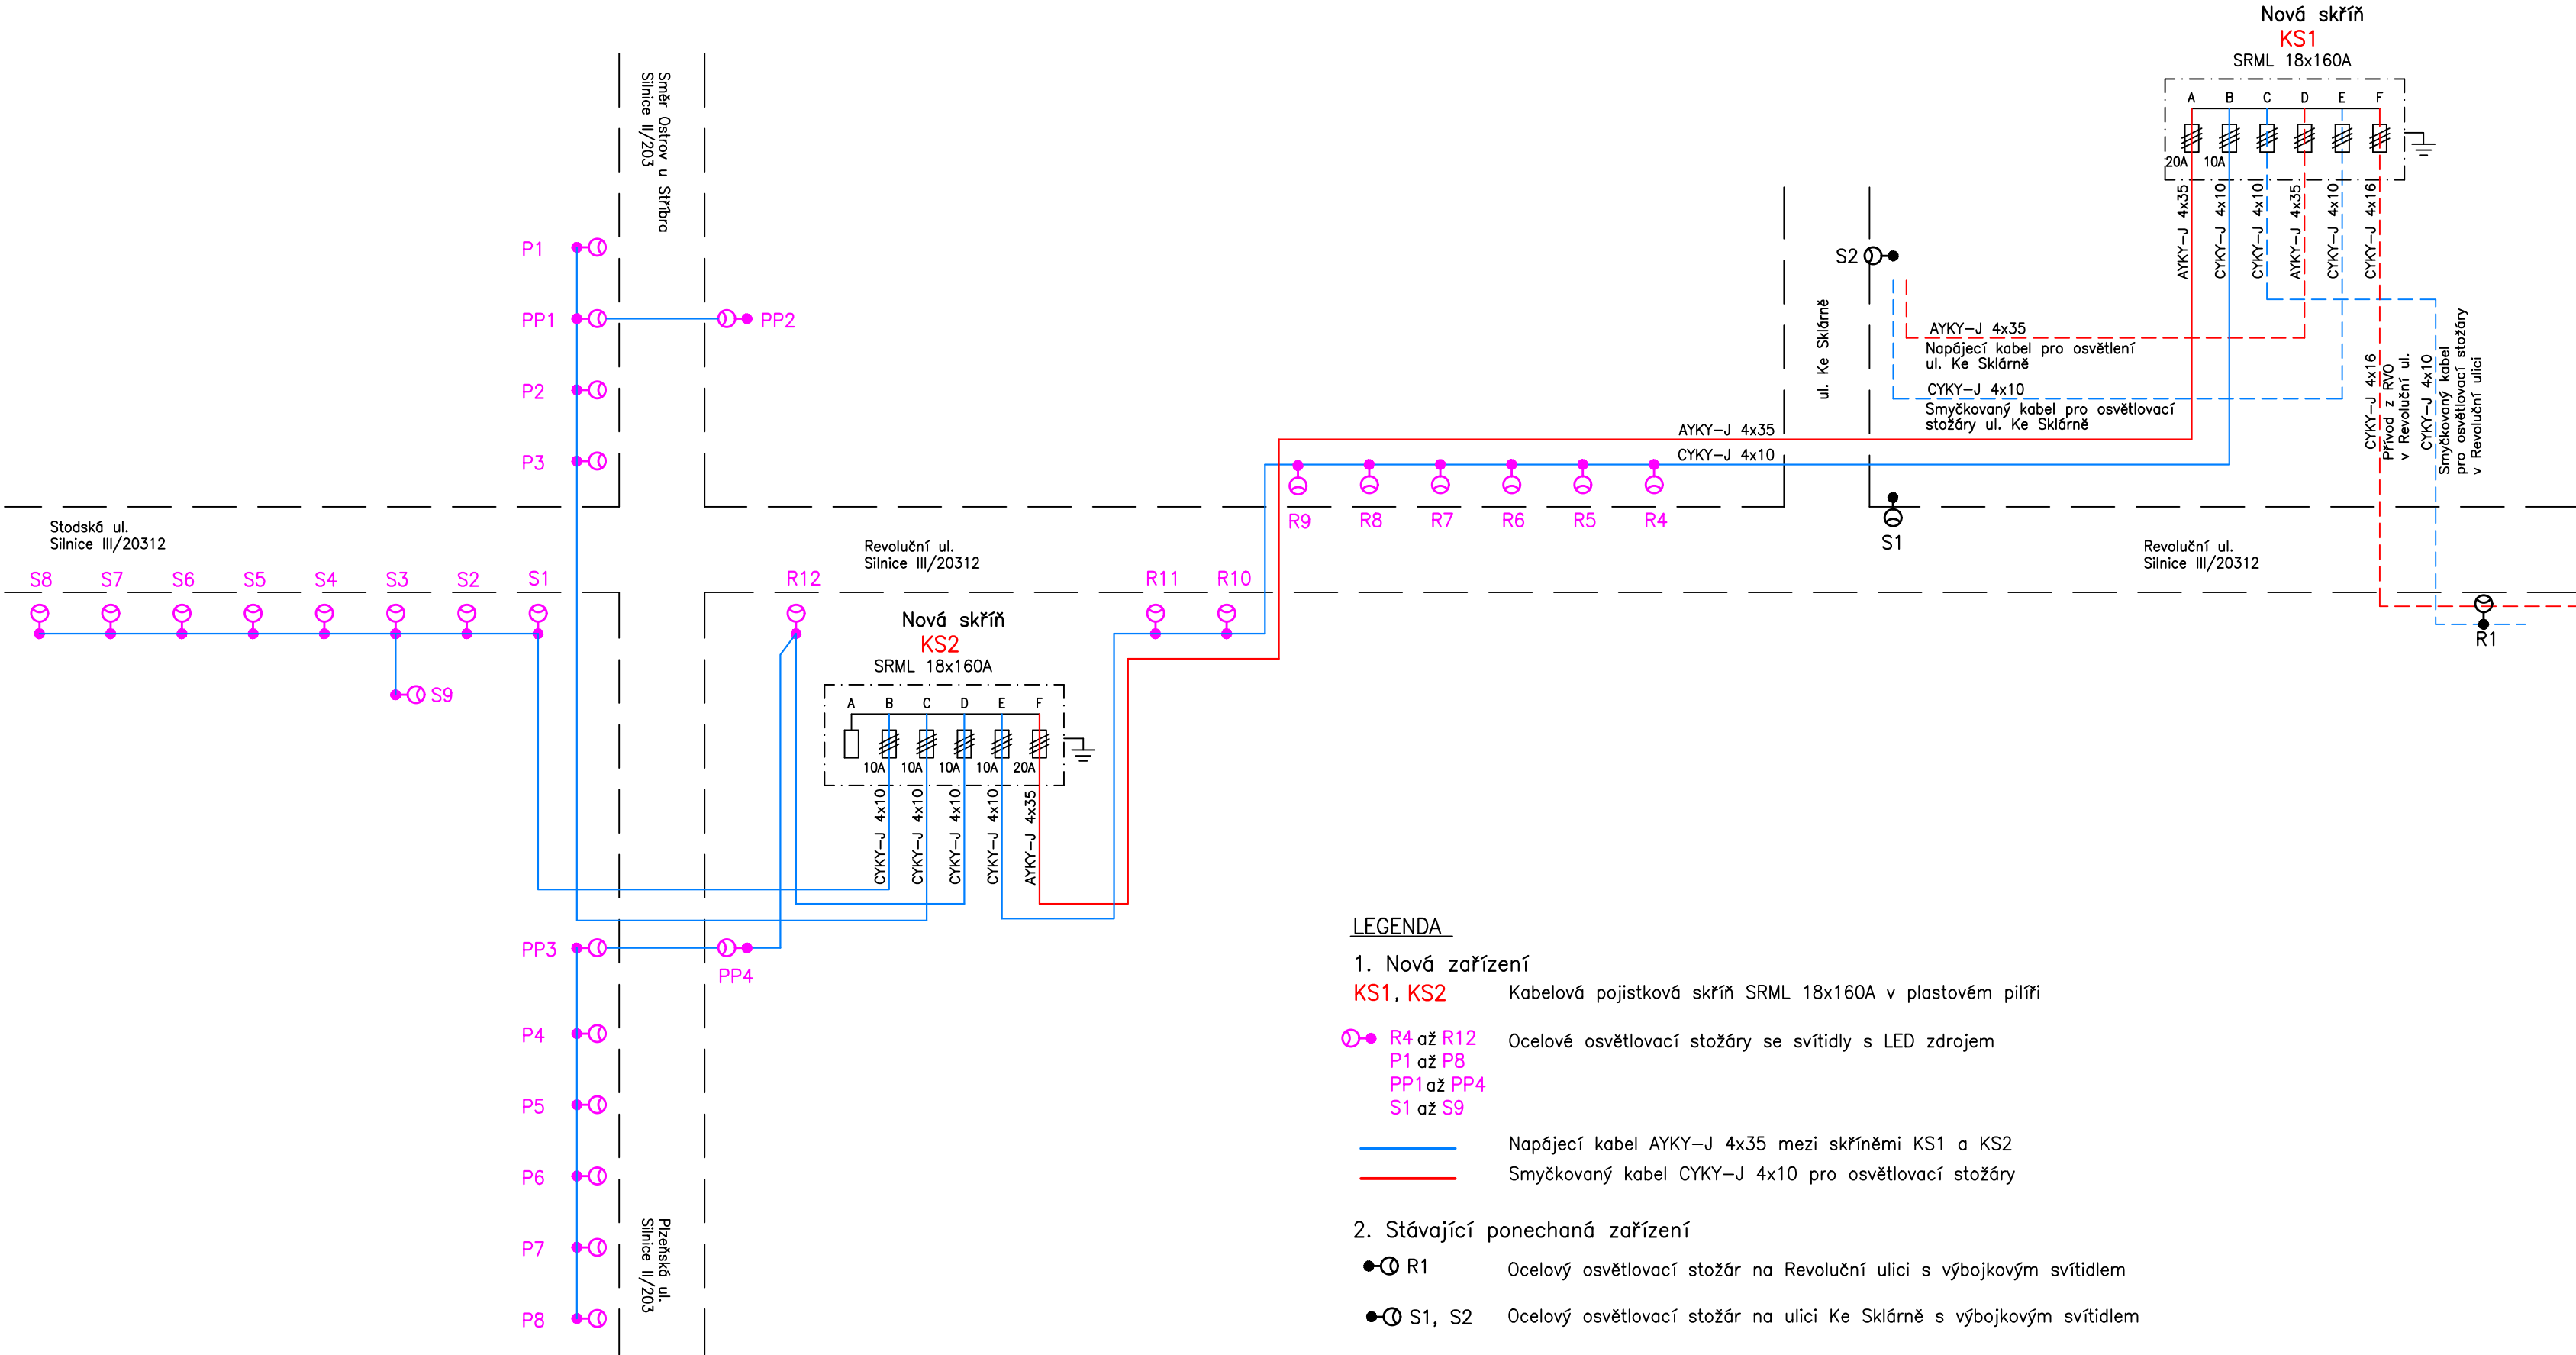 Nová skříň
KS1
SRML 18x160A
A B C D E F
20A 10A
AYKY-J 4x35
CYKY-J 4x10
CYKY-J 4x10
AYKY-J 4x35
CYKY-J 4x10
CYKY-J 4x16
Směr Ostrov u Stříbra
Silnice II/203
P1
PP1
PP2
P2
P3
S2
ul. Ke Sklárně
AYKY-J 4x35
Napájecí kabel pro osvětlení
ul. Ke Sklárně
CYKY-J 4x10
Smyčkovaný kabel pro osvětlovací
stožáry ul. Ke Sklárně
CYKY-J 4x16
Přívod z RVO
v Revoluční ul.
CYKY-J 4x10
Smyčkovaný kabel
pro osvětlovací stožáry
v Revoluční ulici
AYKY-J 4x35
CYKY-J 4x10
R9 R8 R7 R6 R5 R4
S1
Stodská ul.
Silnice III/20312
Revoluční ul.
Silnice III/20312
Revoluční ul.
Silnice III/20312
S8 S7 S6 S5 S4 S3 S2 S1
R12
R11 R10
R1
S9
Nová skříň
KS2
SRML 18x160A
A B C D E F
10A 10A 10A 10A 20A
CYKY-J 4x10
CYKY-J 4x10
CYKY-J 4x10
CYKY-J 4x10
AYKY-J 4x35
PP3
PP4
P4
P5
P6
P7
P8
Plzeňská ul.
Silnice II/203
LEGENDA
1. Nová zařízení
KS1, KS2 Kabelová pojistková skříň SRML 18x160A v plastovém pilíři
R4 až R12 Ocelové osvětlovací stožáry se svítidly s LED zdrojem
P1 až P8
PP1 až PP4
S1 až S9
Napájecí kabel AYKY-J 4x35 mezi skříněmi KS1 a KS2
Smyčkovaný kabel CYKY-J 4x10 pro osvětlovací stožáry
2. Stávající ponechaná zařízení
R1 Ocelový osvětlovací stožár na Revoluční ulici s výbojkovým svítidlem
S1, S2 Ocelový osvětlovací stožár na ulici Ke Sklárně s výbojkovým svítidlem